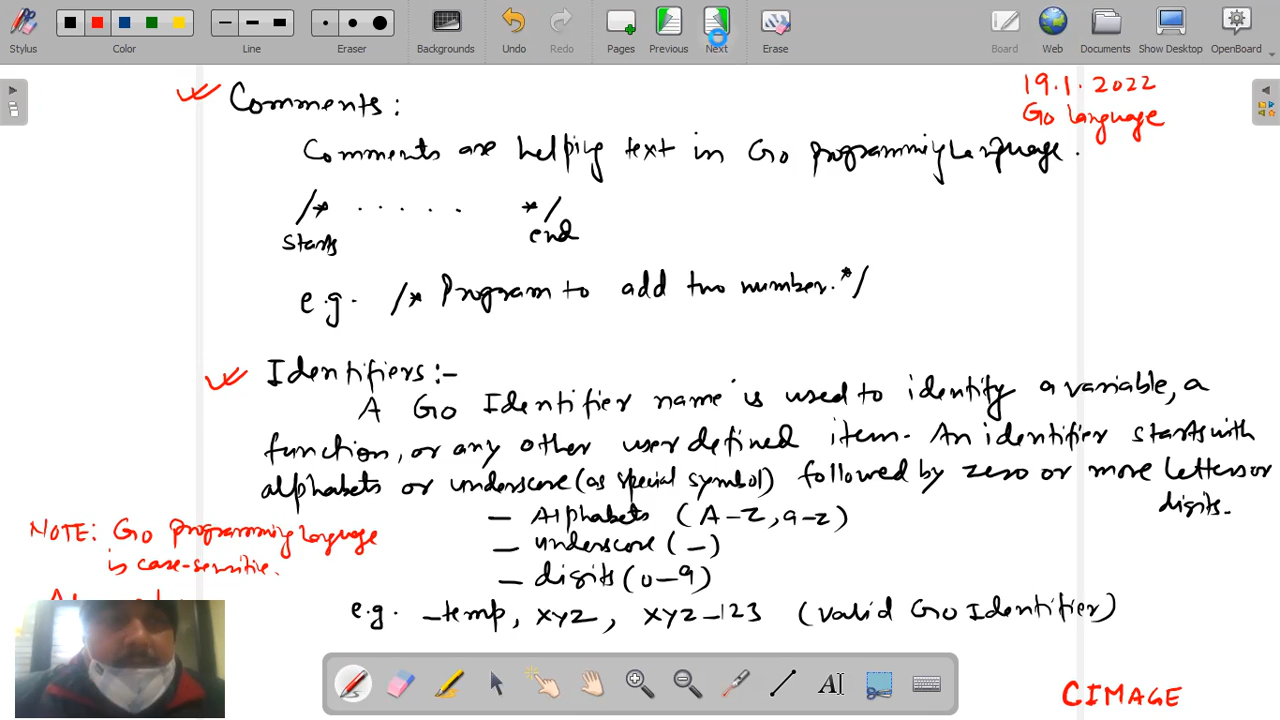 Stylus Color Line Eraser Backgrounds Undo Redo Pages Previous Next Erase Board Web Documents Show Desktop OpenBoard
19.1.2022
Go language
Comments:
Comments are helping text in Go programming Language.
/* ..... */
starts end
e.g. /* Program to add two number. */
Identifiers:-
A Go Identifier name is used to identify a variable, a
function, or any other user defined item. An identifier starts with
alphabets or underscore (as special symbol) followed by zero or more letters or
digits.
- Alphabets (A-Z, a-z)
- underscore (_)
- digits (0-9)
NOTE: Go programming language
is case-sensitive.
e.g. _temp, xyz, xyz_123 (valid Go Identifier)
CIMAGE